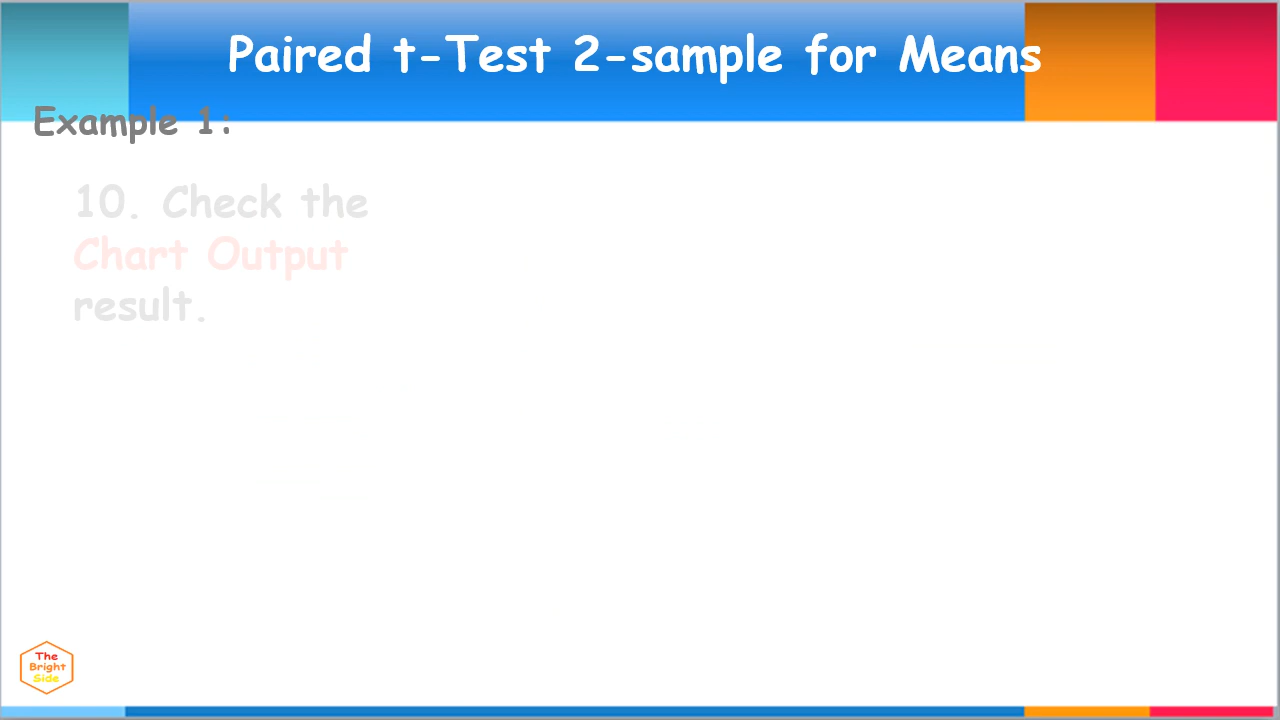 Paired t-Test 2-sample for Means
Example 1:
10. Check the
Chart Output
result.
The
Bright
Side